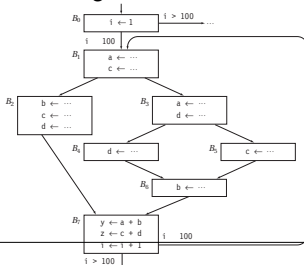 B₀
i ← 1
i > 100
...
i 100
B₁
a ← ...
c ← ...
B₂
b ← ...
c ← ...
d ← ...
B₃
a ← ...
d ← ...
B₄
d ← ...
B₅
c ← ...
B₆
b ← ...
B₇
y ← a + b
z ← c + d
i ← i + 1
i 100
i > 100